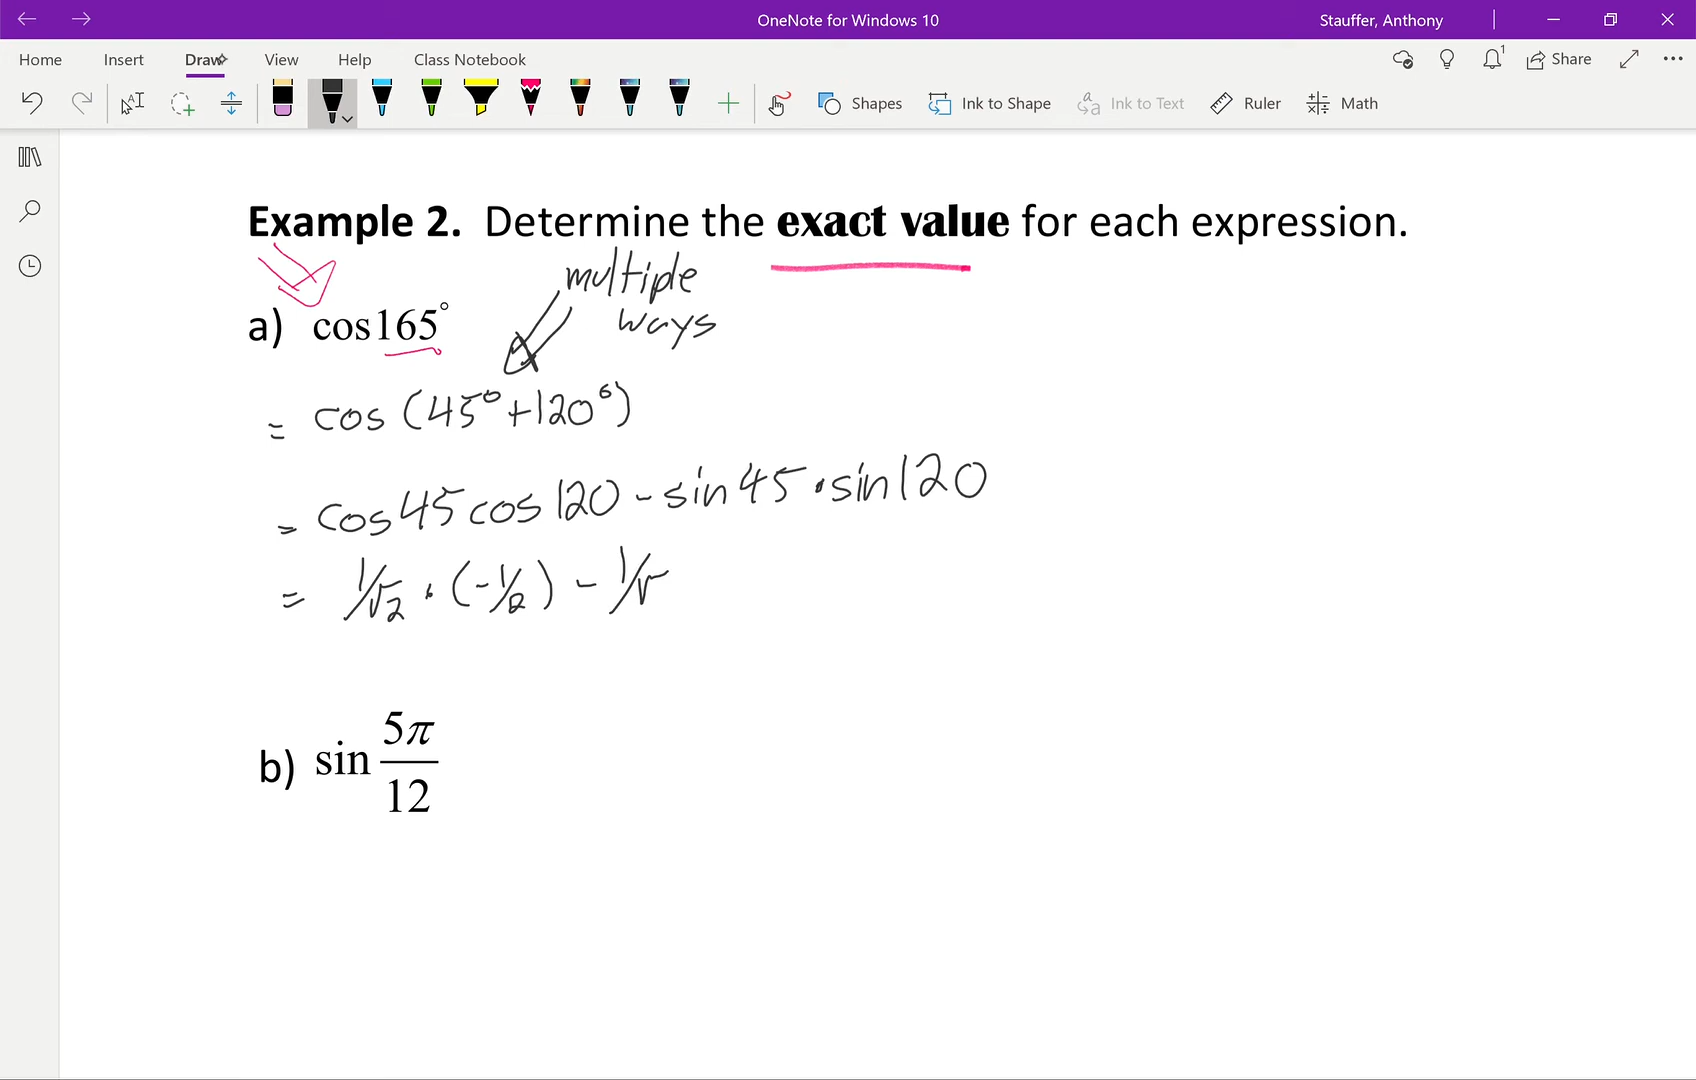 OneNote for Windows 10
Stauffer, Anthony
Home Insert Draw View Help Class Notebook
1 Share
Shapes Ink to Shape Ink to Text Ruler Math
Example 2. Determine the exact value for each expression.
multiple
ways
a) cos165°
= cos (45° + 120°)
= cos 45 cos 120 - sin 45 · sin 120
= 1/√2 · (-1/2) - 1/√
b) sin 5π/12